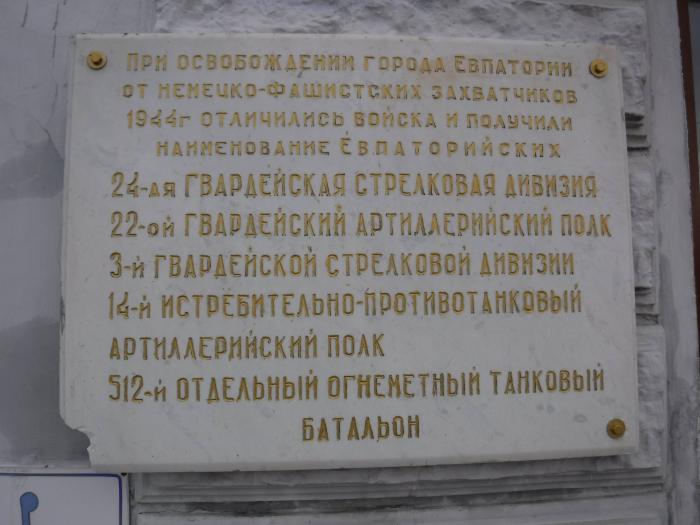 При освобождении города Евпатории
от немецко-фашистских захватчиков
1944г отличились войска и получили
наименование Евпаторийских
24-ая ГВАРДЕЙСКАЯ СТРЕЛКОВАЯ ДИВИЗИЯ
22-ой ГВАРДЕЙСКИЙ АРТИЛЛЕРИЙСКИЙ ПОЛК
3-й ГВАРДЕЙСКОЙ СТРЕЛКОВОЙ ДИВИЗИИ
14-й ИСТРЕБИТЕЛЬНО-ПРОТИВОТАНКОВЫЙ
АРТИЛЛЕРИЙСКИЙ ПОЛК
512-й ОТДЕЛЬНЫЙ ОГНЕМЕТНЫЙ ТАНКОВЫЙ
БАТАЛЬОН